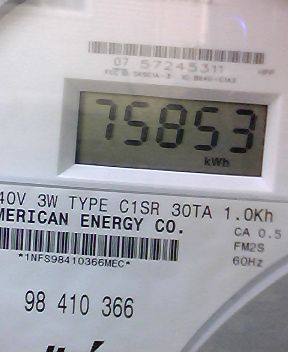 07 57245311
75853
kWh
40V 3W TYPE C1SR 30TA 1.0Kh
MERICAN ENERGY CO.
CA 0.5
FM2S
*1NFS98410366MEC*
60Hz
98 410 366